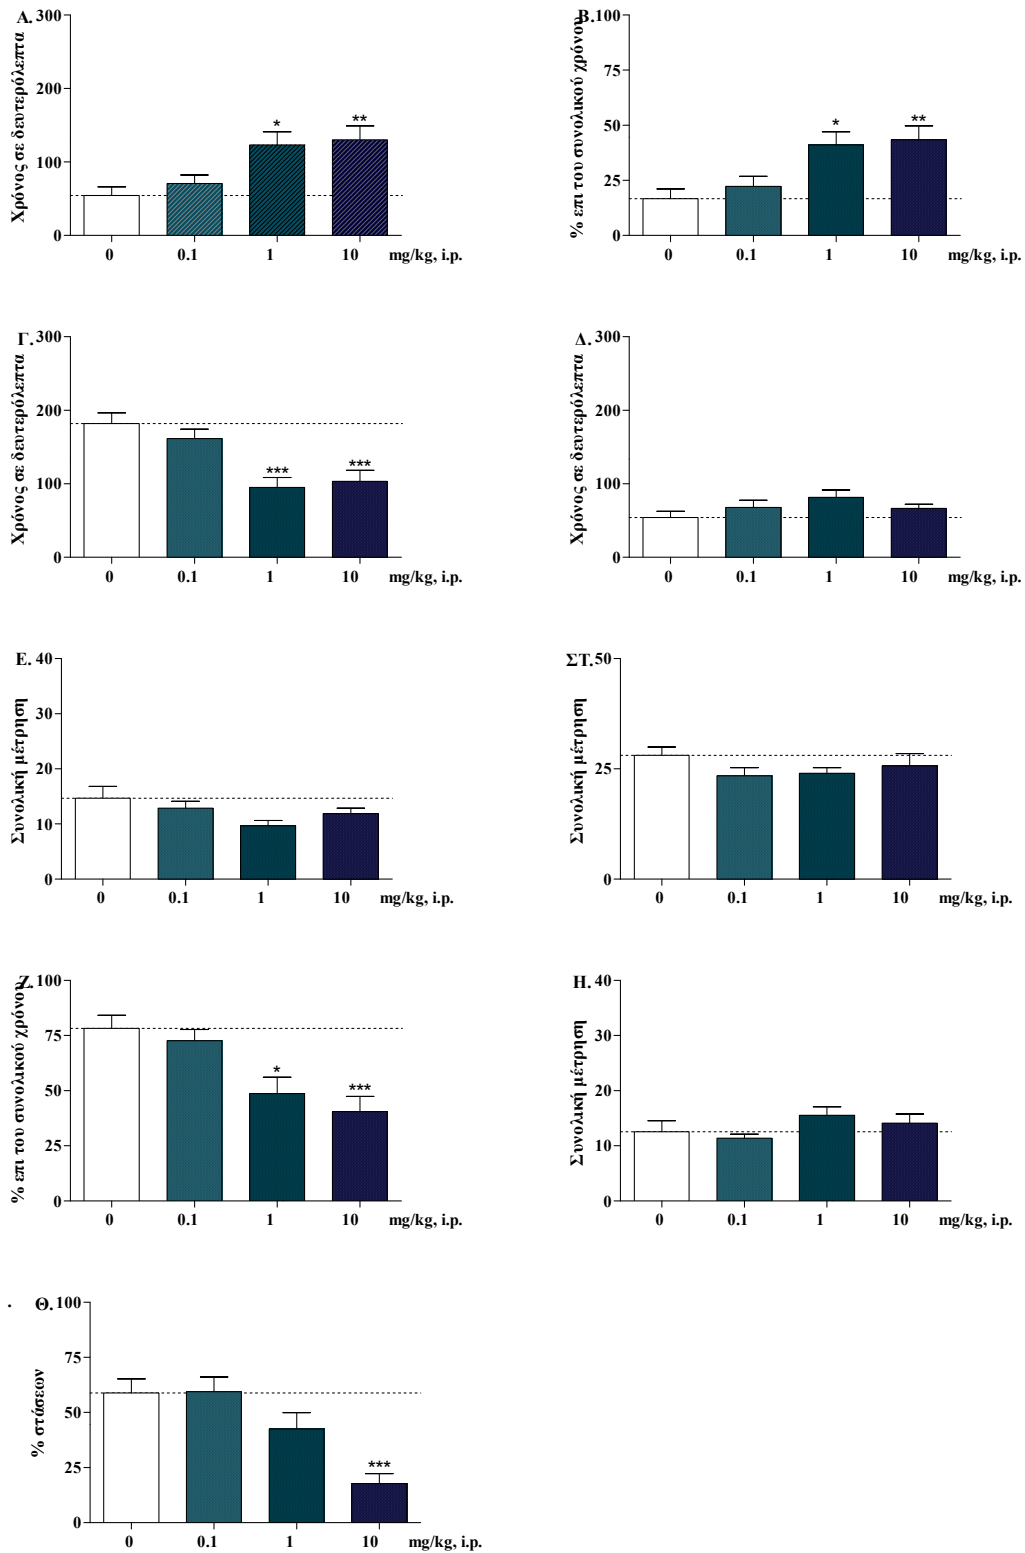 Α.
Χρόνος σε δευτερόλεπτα
300
200
100
0
* **
0 0.1 1 10 mg/kg, i.p.
Β.
% επι του συνολικού χρόνου
100
75
50
25
0
* **
0 0.1 1 10 mg/kg, i.p.
Γ.
Χρόνος σε δευτερόλεπτα
300
200
100
0
*** ***
0 0.1 1 10 mg/kg, i.p.
Δ.
Χρόνος σε δευτερόλεπτα
300
200
100
0
0 0.1 1 10 mg/kg, i.p.
Ε.
Συνολική μέτρηση
40
30
20
10
0
0 0.1 1 10 mg/kg, i.p.
ΣΤ.
Συνολική μέτρηση
50
25
0
0 0.1 1 10 mg/kg, i.p.
Ζ.
% επι του συνολικού χρόνου
100
75
50
25
0
* ***
0 0.1 1 10 mg/kg, i.p.
Η.
Συνολική μέτρηση
40
30
20
10
0
0 0.1 1 10 mg/kg, i.p.
. Θ.
% στάσεων
100
75
50
25
0
***
0 0.1 1 10 mg/kg, i.p.